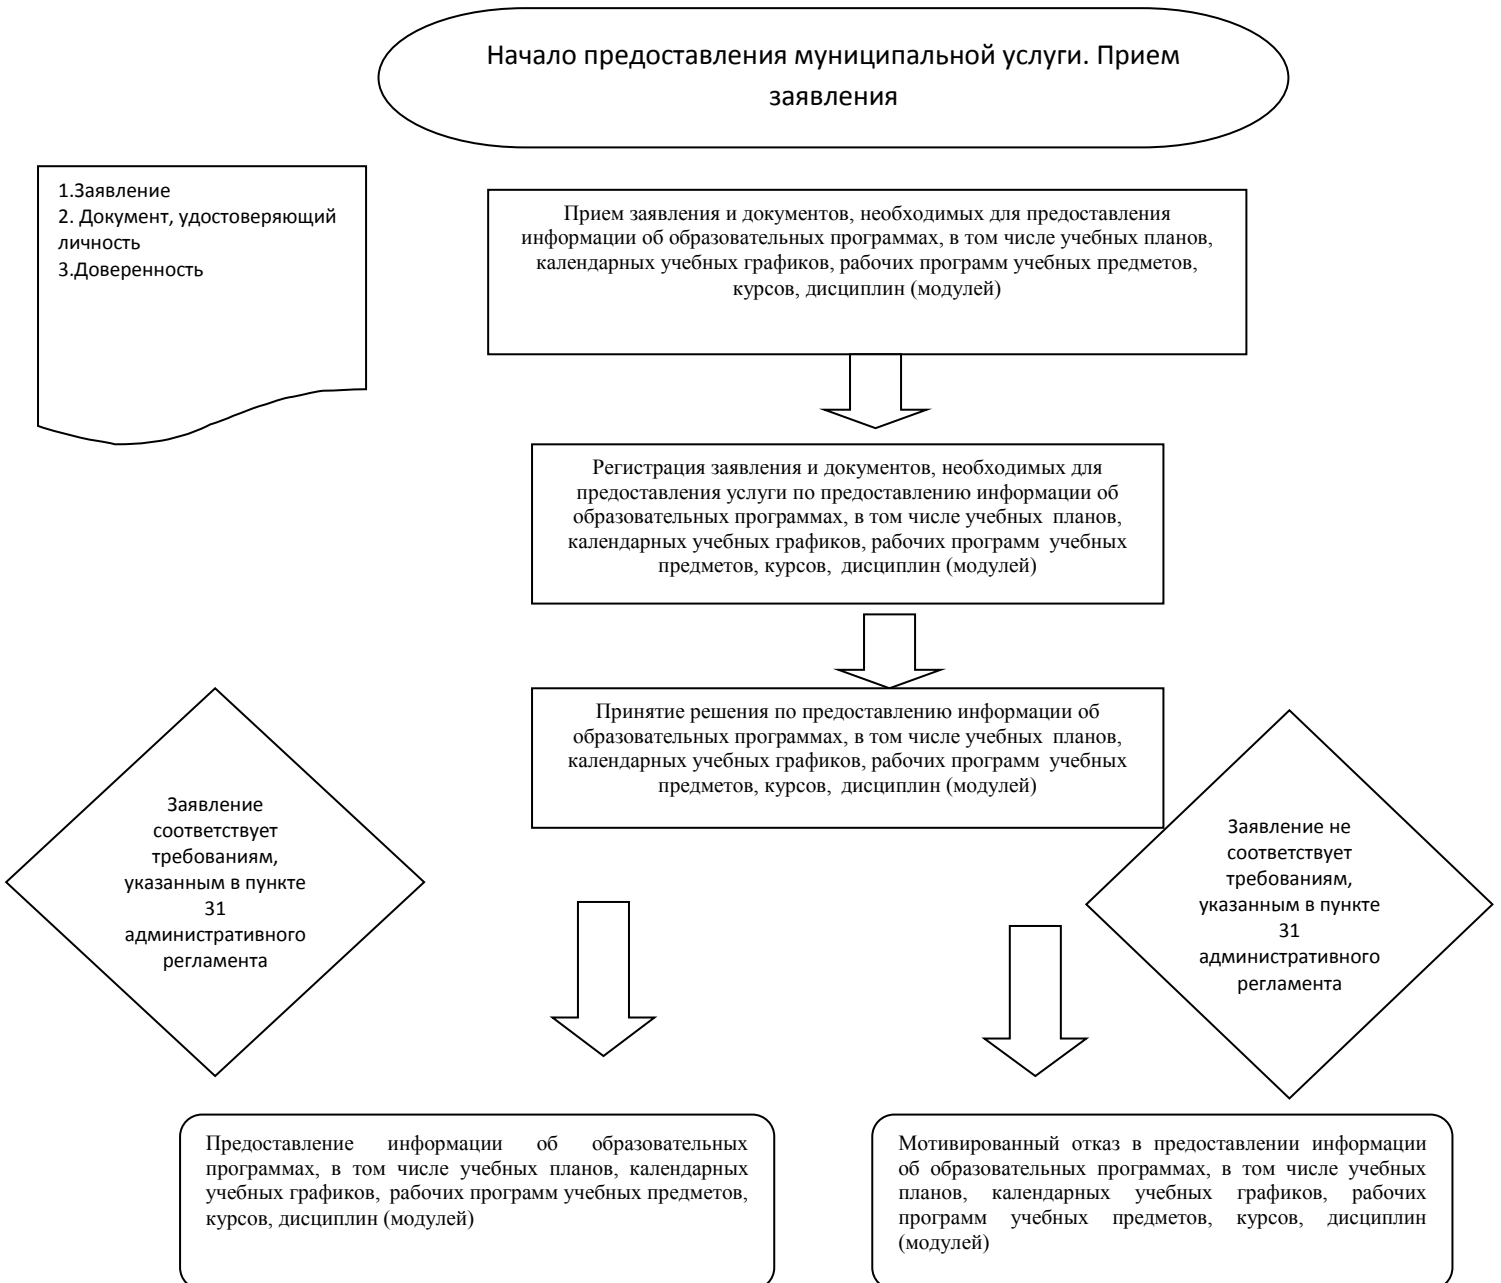 Начало предоставления муниципальной услуги. Прием
заявления
1.Заявление
2. Документ, удостоверяющий
личность
3.Доверенность
Прием заявления и документов, необходимых для предоставления
информации об образовательных программах, в том числе учебных планов,
календарных учебных графиков, рабочих программ учебных предметов,
курсов, дисциплин (модулей)
Регистрация заявления и документов, необходимых для
предоставления услуги по предоставлению информации об
образовательных программах, в том числе учебных планов,
календарных учебных графиков, рабочих программ учебных
предметов, курсов, дисциплин (модулей)
Принятие решения по предоставлению информации об
образовательных программах, в том числе учебных планов,
календарных учебных графиков, рабочих программ учебных
предметов, курсов, дисциплин (модулей)
Заявление
соответствует
требованиям,
указанным в пункте
31
административного
регламента
Заявление не
соответствует
требованиям,
указанным в пункте
31
административного
регламента
Предоставление информации об образовательных
программах, в том числе учебных планов, календарных
учебных графиков, рабочих программ учебных предметов,
курсов, дисциплин (модулей)
Мотивированный отказ в предоставлении информации
об образовательных программах, в том числе учебных
планов, календарных учебных графиков, рабочих
программ учебных предметов, курсов, дисциплин
(модулей)